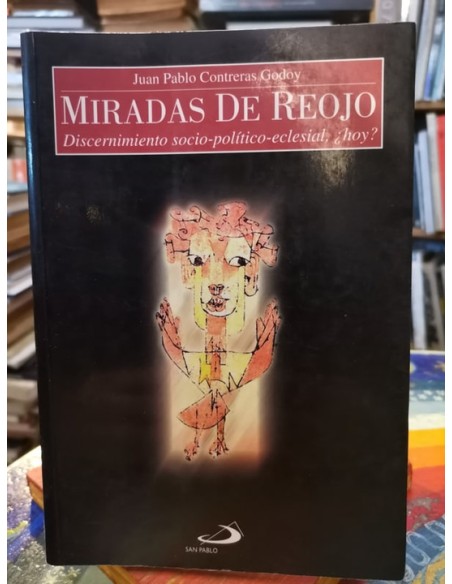 Juan Pablo Contreras Godoy
MIRADAS DE REOJO
Discernimiento socio-político-eclesial, ¿hoy?
SAN PABLO